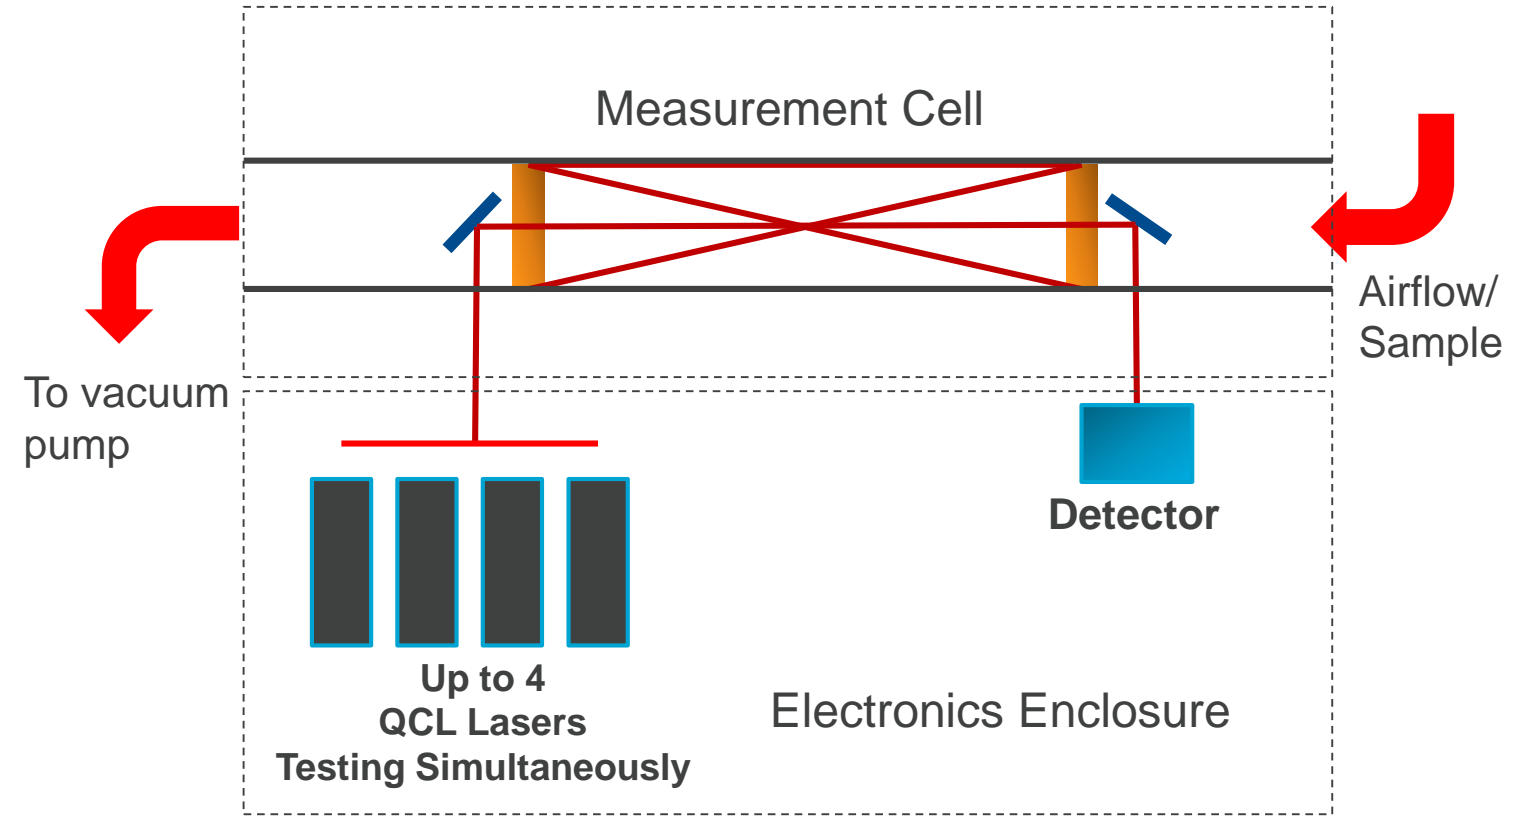 Measurement Cell
Airflow/
Sample
To vacuum
pump
Detector
Up to 4
QCL Lasers
Testing Simultaneously
Electronics Enclosure